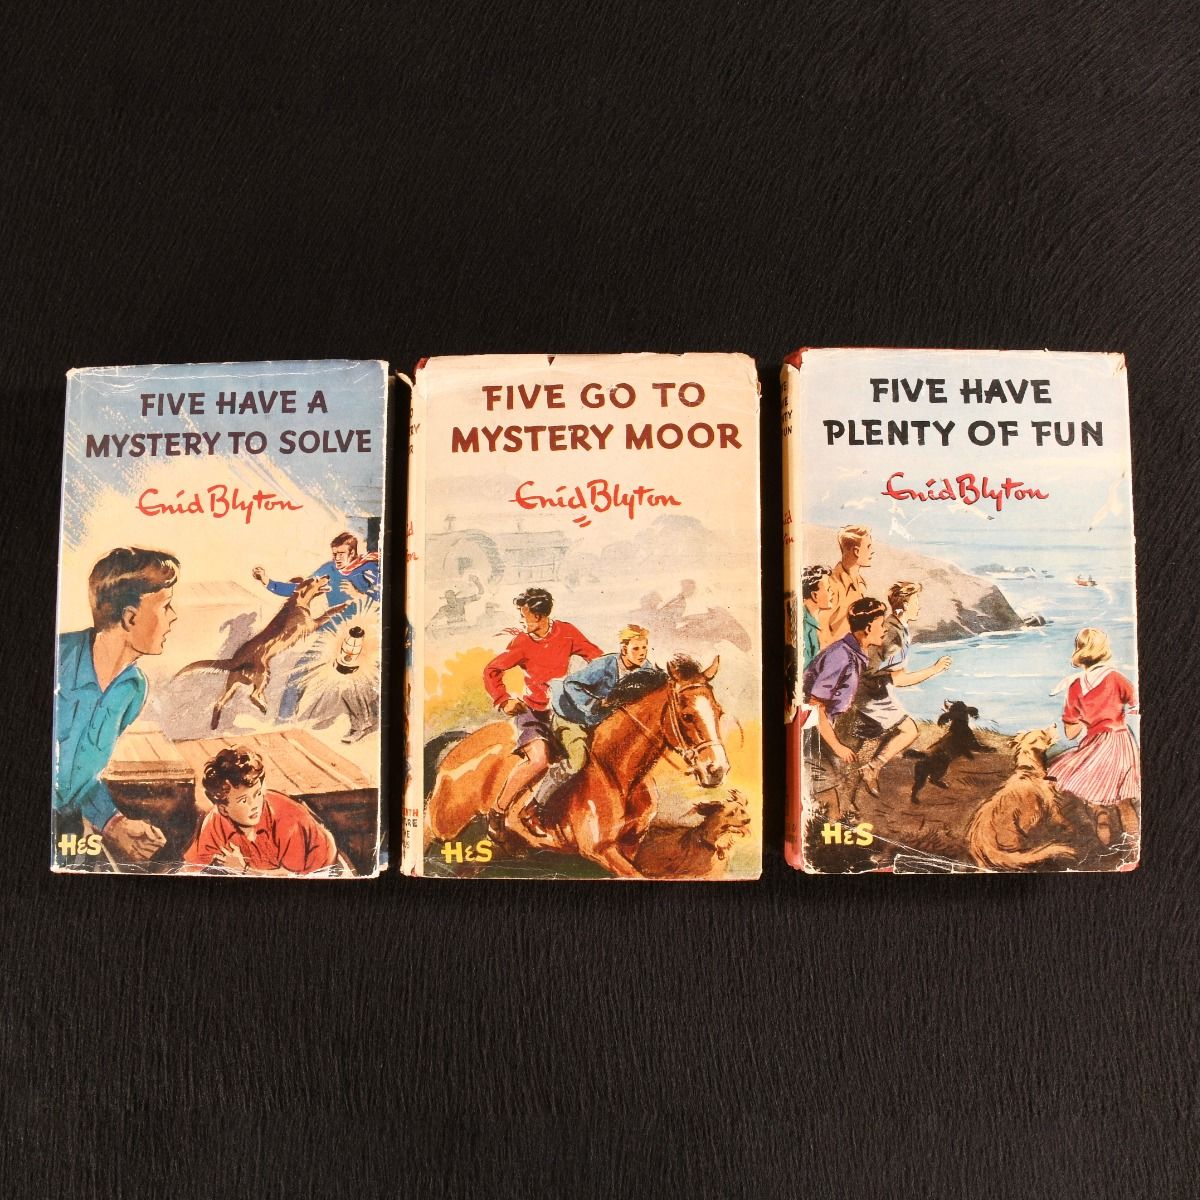 FIVE HAVE A
MYSTERY TO SOLVE
Enid Blyton
H&S
FIVE GO TO
MYSTERY MOOR
Enid Blyton
H&S
FIVE HAVE
PLENTY OF FUN
Enid Blyton
H&S